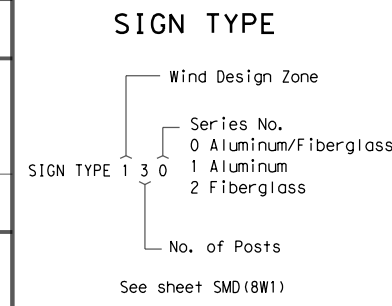 SIGN TYPE
Wind Design Zone
Series No.
0 Aluminum/Fiberglass
SIGN TYPE 1 3 0
1 Aluminum
2 Fiberglass
No. of Posts
See sheet SMD(8W1)